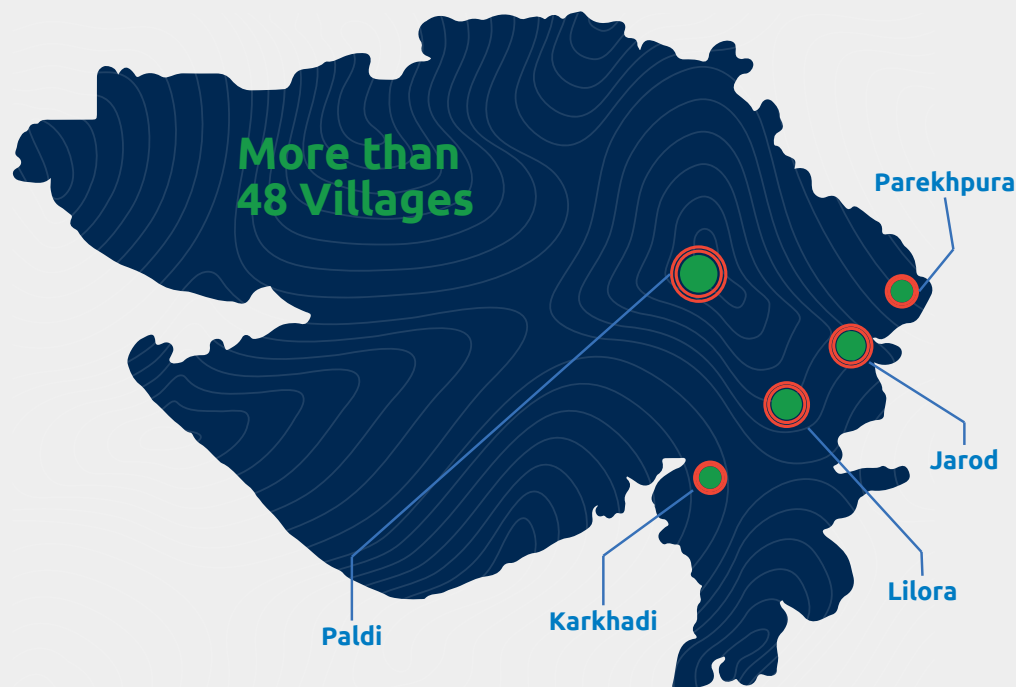 More than
48 Villages
Parekhpura
Jarod
Lilora
Karkhadi
Paldi